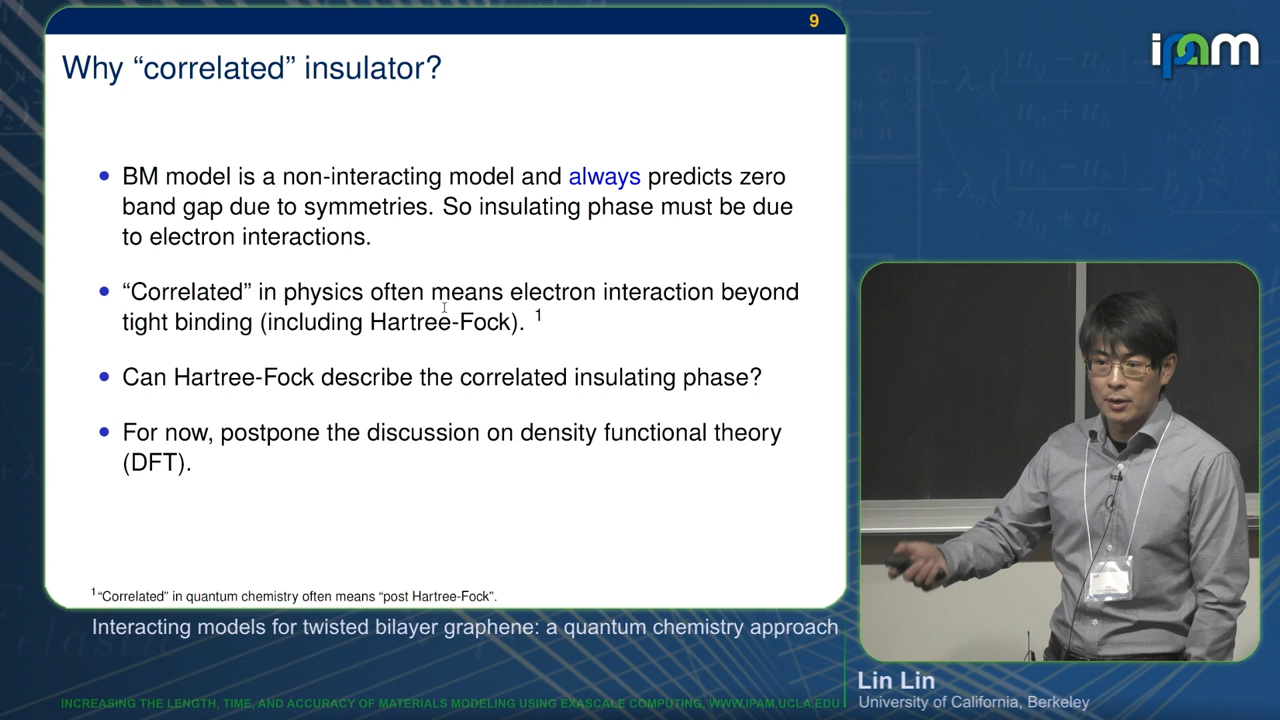 9
ipam
Why “correlated” insulator?
• BM model is a non-interacting model and always predicts zero
band gap due to symmetries. So insulating phase must be due
to electron interactions.
• “Correlated” in physics often means electron interaction beyond
tight binding (including Hartree-Fock). 1
• Can Hartree-Fock describe the correlated insulating phase?
• For now, postpone the discussion on density functional theory
(DFT).
1“Correlated” in quantum chemistry often means “post Hartree-Fock”.
Interacting models for twisted bilayer graphene: a quantum chemistry approach
Lin Lin
University of California, Berkeley
INCREASING THE LENGTH, TIME, AND ACCURACY OF MATERIALS MODELING USING EXASCALE COMPUTING, WWW.IPAM.UCLA.EDU